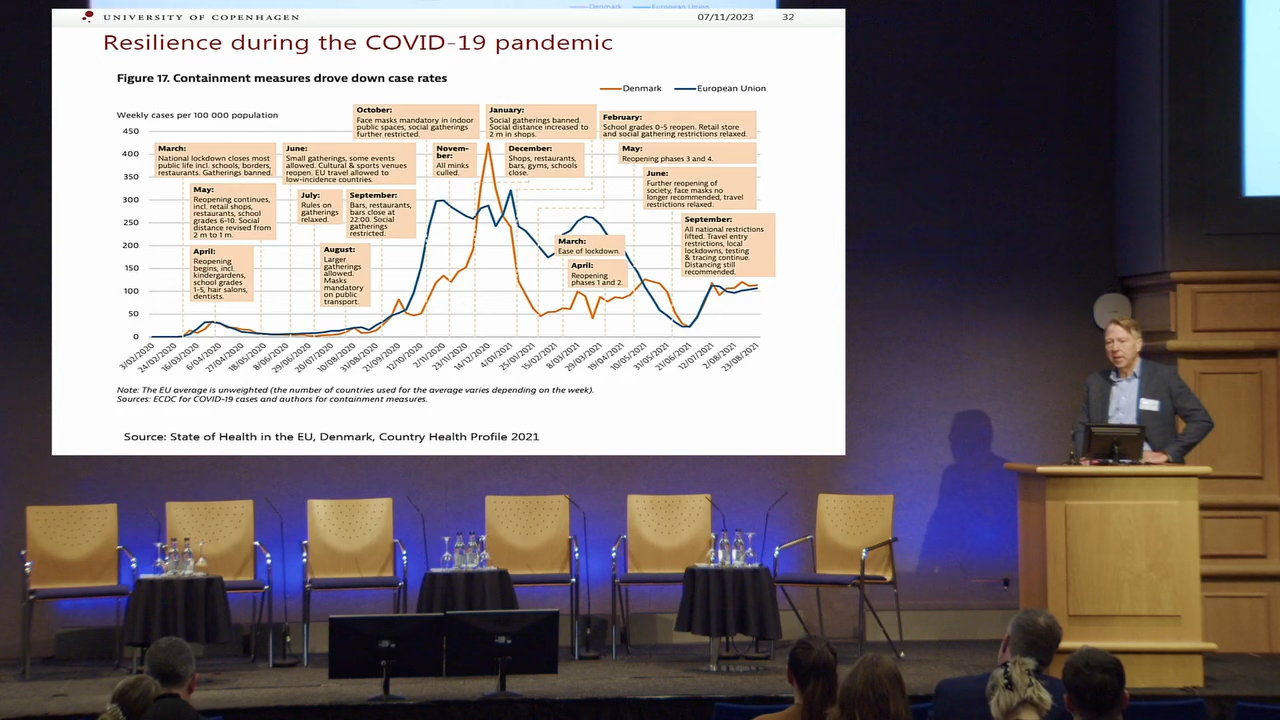 Denmark European Union
UNIVERSITY OF COPENHAGEN 07/11/2023 32
Resilience during the COVID-19 pandemic
Figure 17. Containment measures drove down case rates
Denmark European Union
Weekly cases per 100 000 population
450
400
350
300
250
200
150
100
50
0
October:
Face masks mandatory in indoor
public spaces, social gatherings
further restricted.
January:
Social gatherings banned.
Social distance increased to
2 m in shops.
February:
School grades 0-5 reopen. Retail store
and social gathering restrictions relaxed.
March:
National lockdown closes most
public life incl. schools, borders,
restaurants. Gatherings banned.
June:
Small gatherings, some events
allowed. Cultural & sports venues
reopen. EU travel allowed to
low-incidence countries.
Novem-
ber:
All minks
culled.
December:
Shops, restaurants,
bars, gyms, schools
close.
May:
Reopening phases 3 and 4.
June:
Further reopening of
society, face masks no
longer recommended, travel
restrictions relaxed.
May:
Reopening continues,
incl. retail shops,
restaurants, school
grades 6-10. Social
distance revised from
2 m to 1 m.
July:
Rules on
gatherings
relaxed.
September:
Bars, restaurants,
bars close at
22:00. Social
gatherings
restricted.
September:
All national restrictions
lifted. Travel entry
restrictions, local
lockdowns, testing
& tracing continue.
Distancing still
recommended.
April:
Reopening
begins, incl.
kindergardens,
school grades
1-5, hair salons,
dentists.
August:
Larger
gatherings
allowed.
Masks
mandatory
on public
transport.
March:
Ease of lockdown.
April:
Reopening
phases 1 and 2.
3/02/2020
24/02/2020
16/03/2020
6/04/2020
27/04/2020
18/05/2020
8/06/2020
29/06/2020
20/07/2020
10/08/2020
31/08/2020
21/09/2020
12/10/2020
2/11/2020
23/11/2020
14/12/2020
4/01/2021
25/01/2021
15/02/2021
8/03/2021
29/03/2021
19/04/2021
10/05/2021
31/05/2021
21/06/2021
12/07/2021
2/08/2021
23/08/2021
Note: The EU average is unweighted (the number of countries used for the average varies depending on the week).
Sources: ECDC for COVID-19 cases and authors for containment measures.
Source: State of Health in the EU, Denmark, Country Health Profile 2021